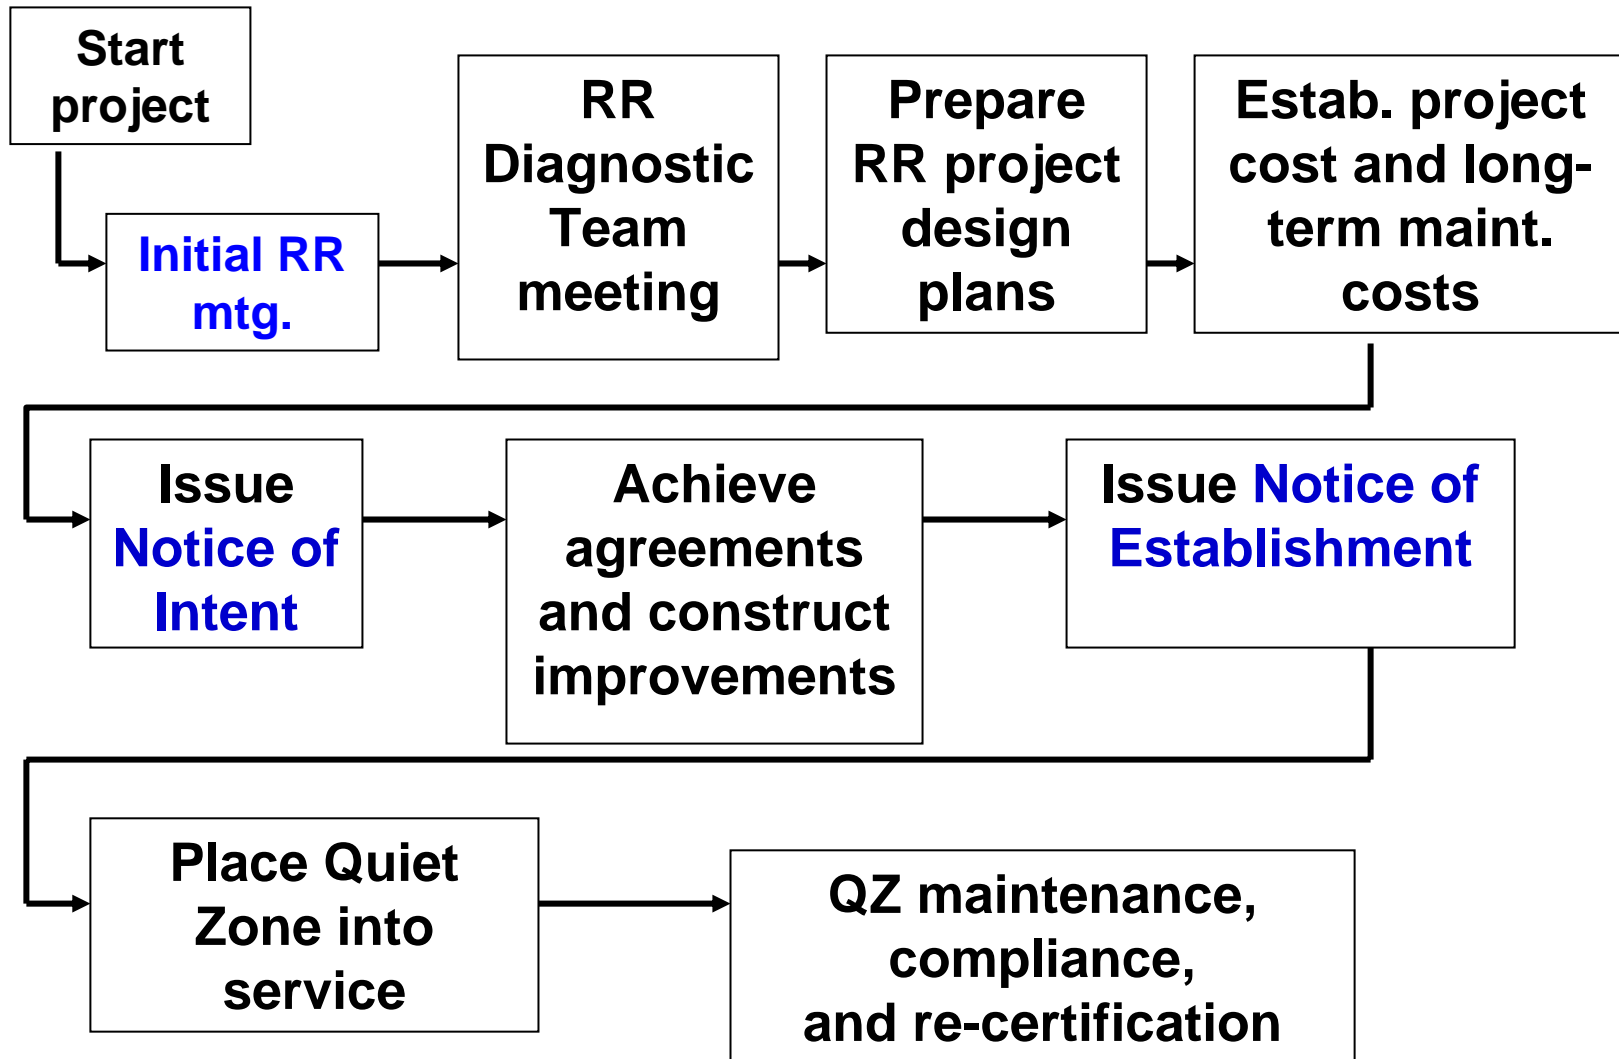 Start
project
Initial RR
mtg.
RR
Diagnostic
Team
meeting
Prepare
RR project
design
plans
Estab. project
cost and long-
term maint.
costs
Issue
Notice of
Intent
Achieve
agreements
and construct
improvements
Issue Notice of
Establishment
Place Quiet
Zone into
service
QZ maintenance,
compliance,
and re-certification